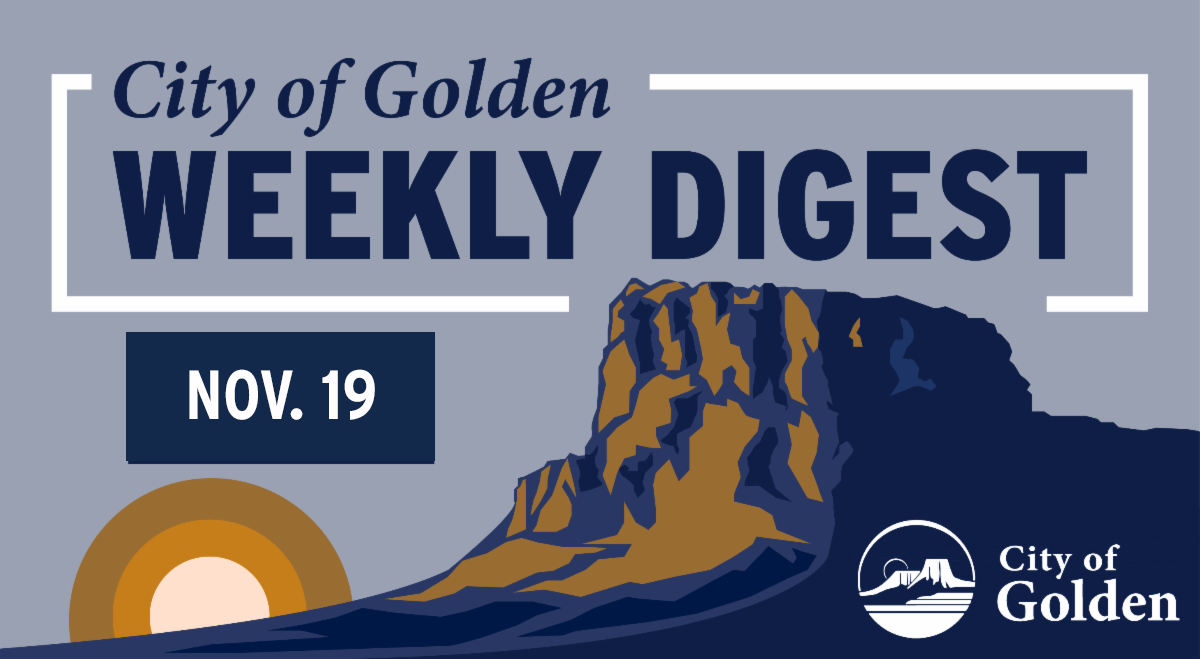 City of Golden
WEEKLY DIGEST
NOV. 19
City of
Golden